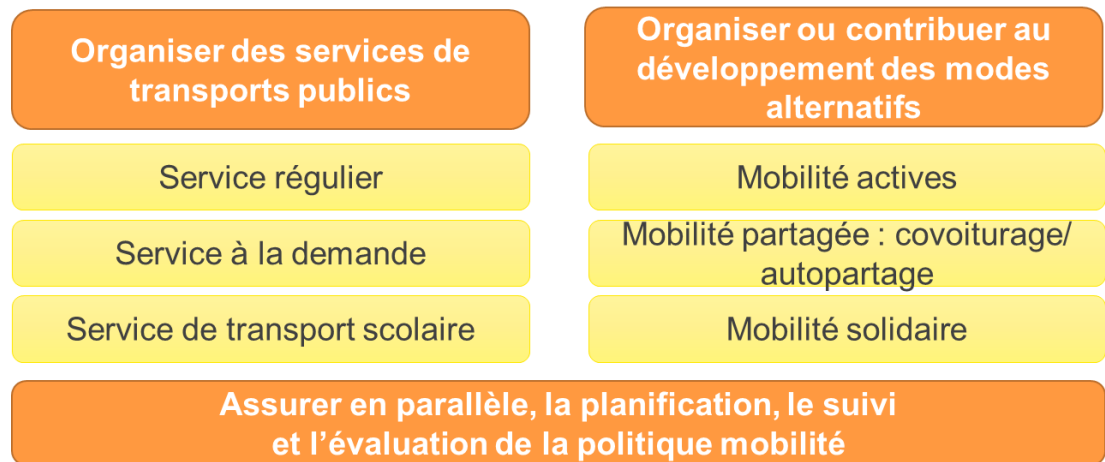 Organiser des services de
transports publics
Service régulier
Service à la demande
Service de transport scolaire
Organiser ou contribuer au
développement des modes
alternatifs
Mobilité actives
Mobilité partagée : covoiturage/
autopartage
Mobilité solidaire
Assurer en parallèle, la planification, le suivi
et l’évaluation de la politique mobilité